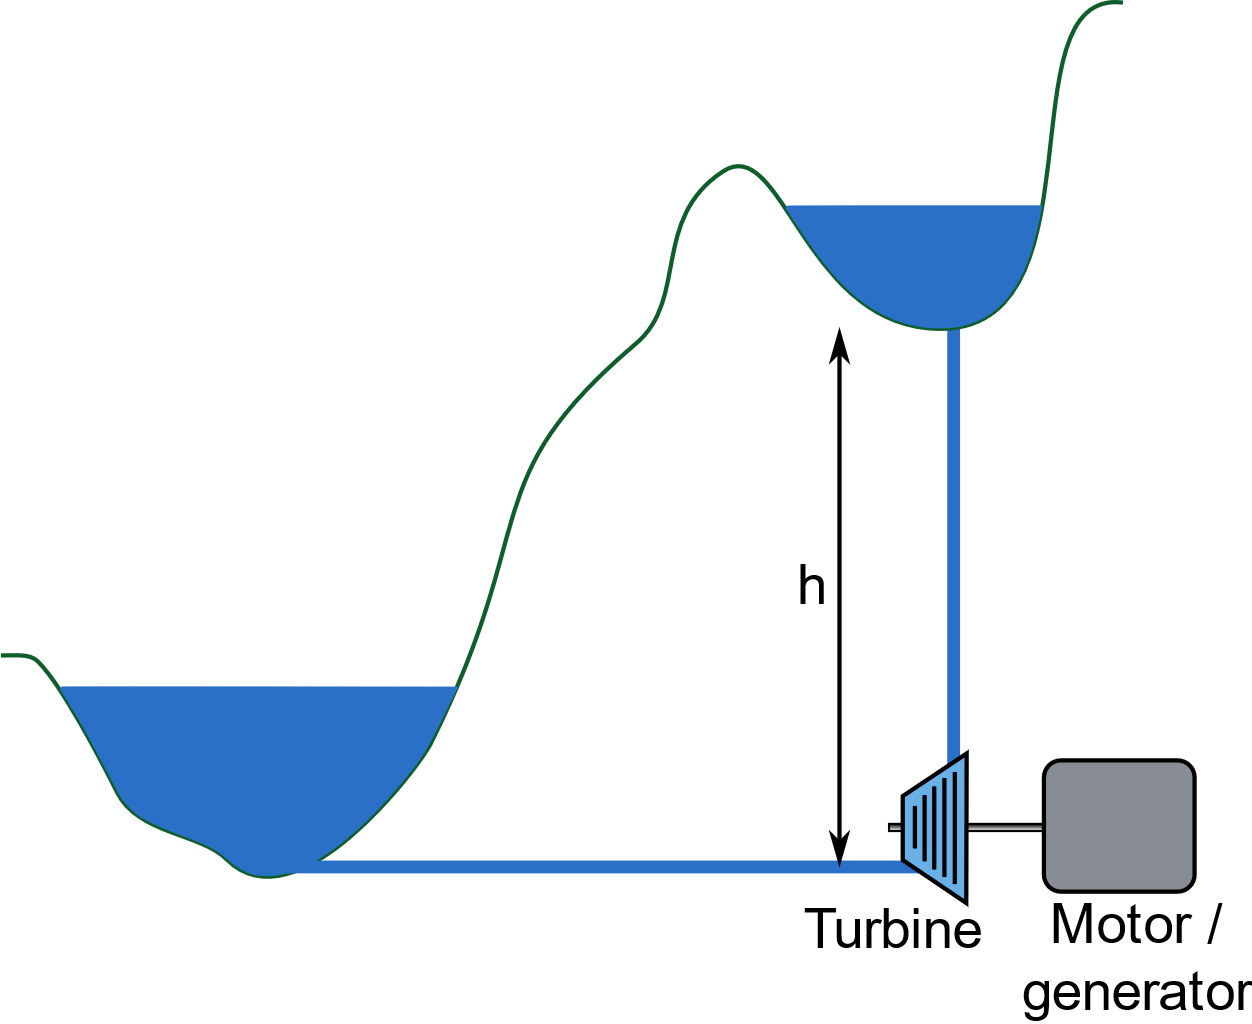 h
Turbine
Motor /
generator